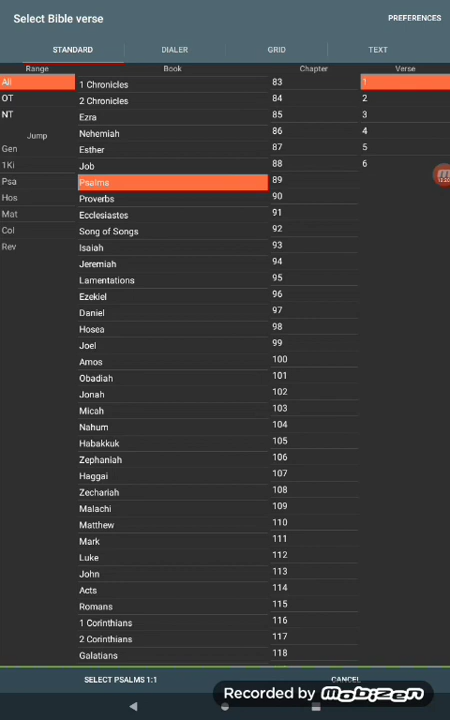 Select Bible verse
PREFERENCES
STANDARD
DIALER
GRID
TEXT
Range
All
OT
NT
Jump
Gen
1Ki
Psa
Hos
Mat
Col
Rev
Book
1 Chronicles
2 Chronicles
Ezra
Nehemiah
Esther
Job
Psalms
Proverbs
Ecclesiastes
Song of Songs
Isaiah
Jeremiah
Lamentations
Ezekiel
Daniel
Hosea
Joel
Amos
Obadiah
Jonah
Micah
Nahum
Habakkuk
Zephaniah
Haggai
Zechariah
Malachi
Matthew
Mark
Luke
John
Acts
Romans
1 Corinthians
2 Corinthians
Galatians
Chapter
83
84
85
86
87
88
89
90
91
92
93
94
95
96
97
98
99
100
101
102
103
104
105
106
107
108
109
110
111
112
113
114
115
116
117
118
Verse
1
2
3
4
5
6
SELECT PSALMS 1:1
CANCEL
Recorded by mobizen